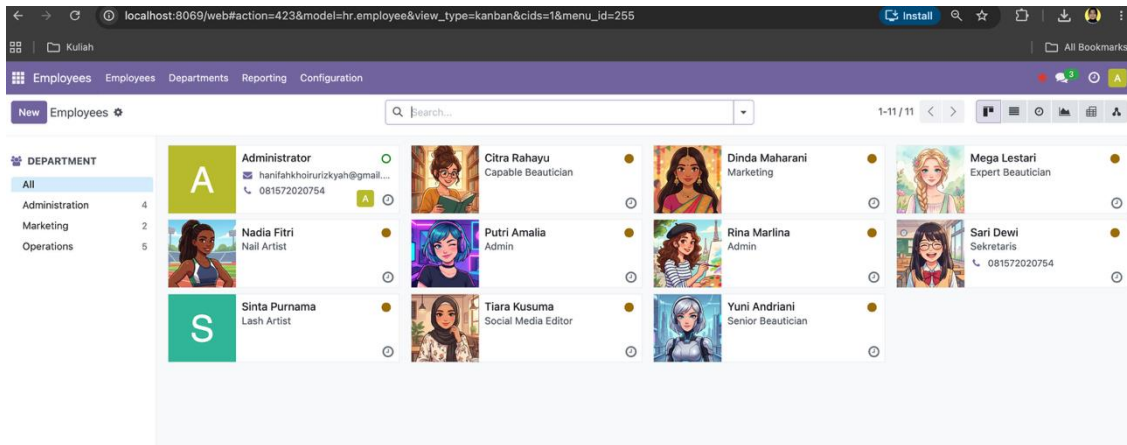 localhost:8069/web#action=423&model=hr.employee&view_type=kanban&cids=1&menu_id=255
Install
Kuliah
All Bookmarks
Employees Employees Departments Reporting Configuration
3
A
New Employees
Search...
1-11 / 11
DEPARTMENT
All
Administration 4
Marketing 2
Operations 5
A
Administrator
hanifahkhoirurizkyah@gmail....
081572020754
A
Citra Rahayu
Capable Beautician
Dinda Maharani
Marketing
Mega Lestari
Expert Beautician
Nadia Fitri
Nail Artist
Putri Amalia
Admin
Rina Marlina
Admin
Sari Dewi
Sekretaris
081572020754
S
Sinta Purnama
Lash Artist
Tiara Kusuma
Social Media Editor
Yuni Andriani
Senior Beautician